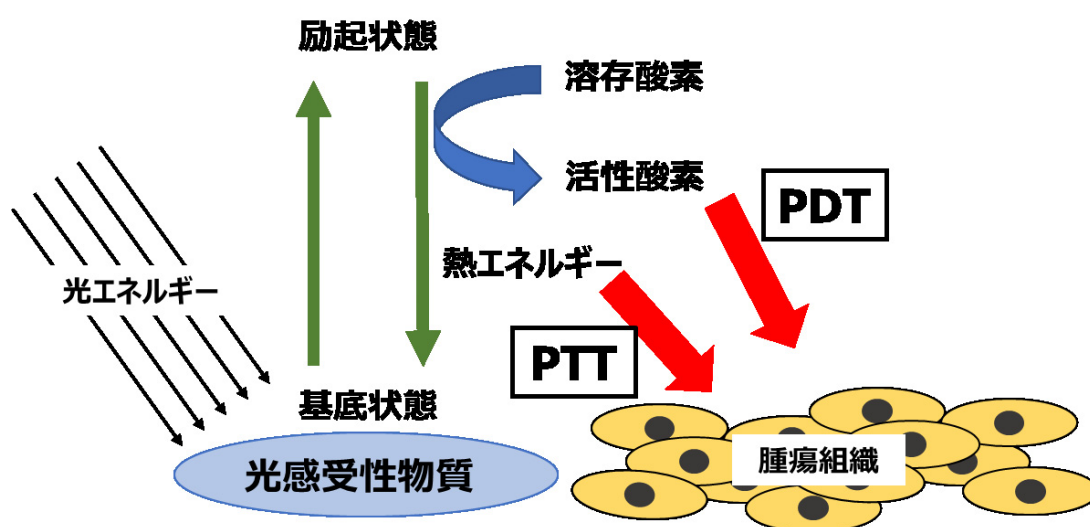 励起状態
溶存酸素
活性酸素
PDT
熱エネルギー
光エネルギー
PTT
基底状態
腫瘍組織
光感受性物質